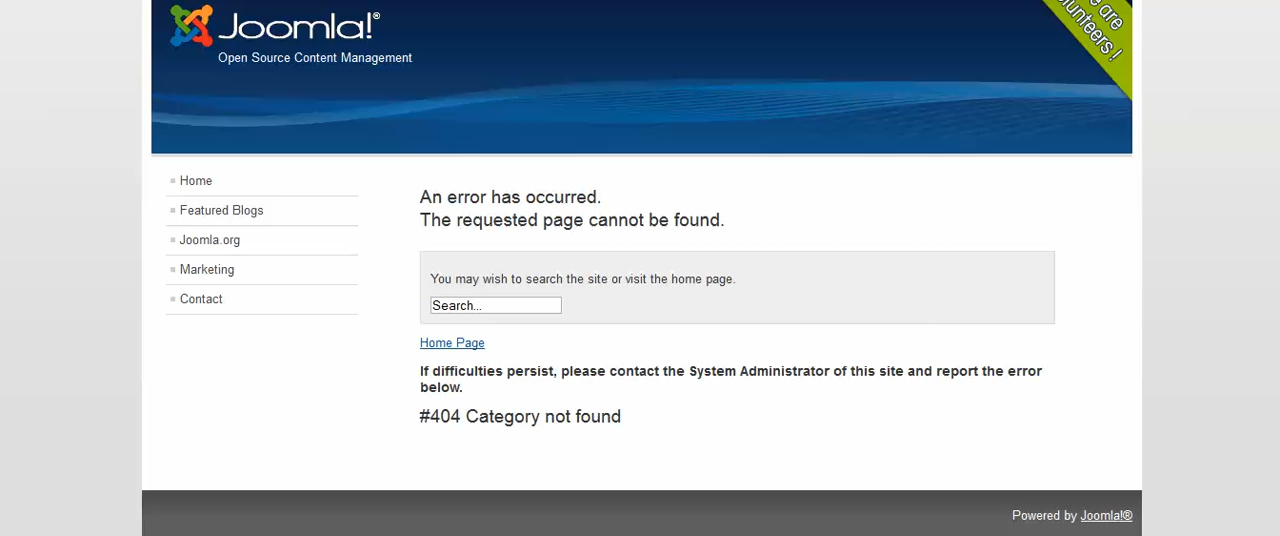 Joomla!®
Open Source Content Management
are
Volunteers !
Home
Featured Blogs
Joomla.org
Marketing
Contact
An error has occurred.
The requested page cannot be found.
You may wish to search the site or visit the home page.
Search...
Home Page
If difficulties persist, please contact the System Administrator of this site and report the error
below.
#404 Category not found
Powered by Joomla!®